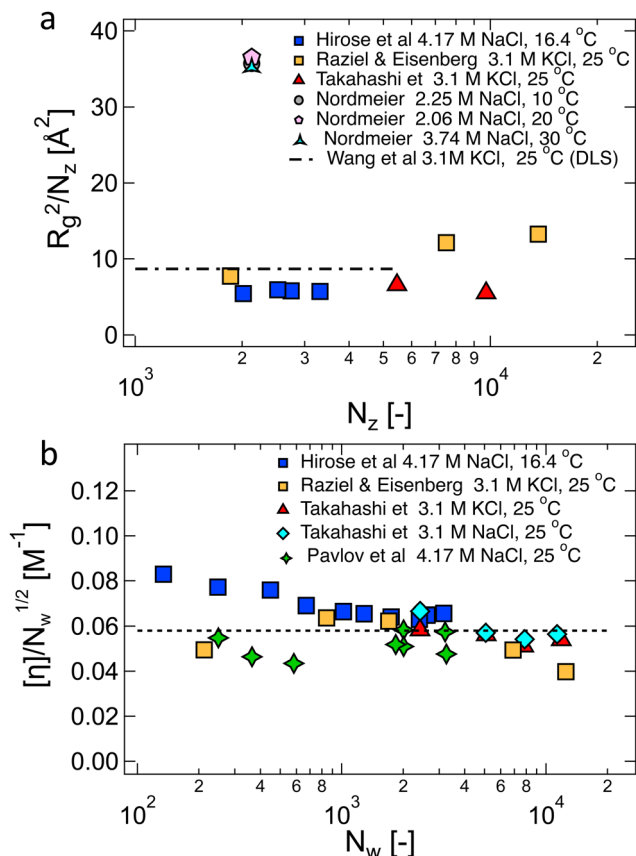 a
40
30
20
10
0
R_g^2/N_z [Å^2]
Hirose et al 4.17 M NaCl, 16.4 °C
Raziel & Eisenberg 3.1 M KCl, 25 °C
Takahashi et 3.1 M KCl, 25 °C
Nordmeier 2.25 M NaCl, 10 °C
Nordmeier 2.06 M NaCl, 20 °C
Nordmeier 3.74 M NaCl, 30 °C
Wang et al 3.1M KCl, 25 °C (DLS)
10^3 2 3 4 5 6 7 8 9 10^4 2
N_z [-]
b
0.12
0.10
0.08
0.06
0.04
0.02
0.00
[η]/N_w^1/2 [M^-1]
Hirose et al 4.17 M NaCl, 16.4 °C
Raziel & Eisenberg 3.1 M KCl, 25 °C
Takahashi et 3.1 M KCl, 25 °C
Takahashi et 3.1 M NaCl, 25 °C
Pavlov et al 4.17 M NaCl, 25 °C
10^2 2 4 6 8 10^3 2 4 6 8 10^4 2
N_w [-]